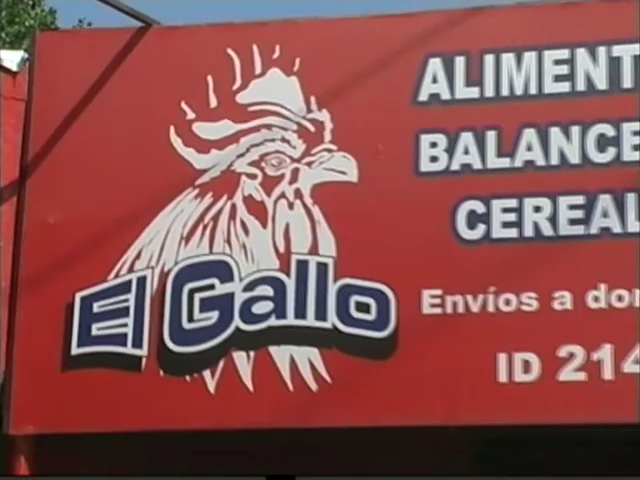 El Gallo
ALIMENT
BALANCE
CEREAL
Envíos a do
ID 214